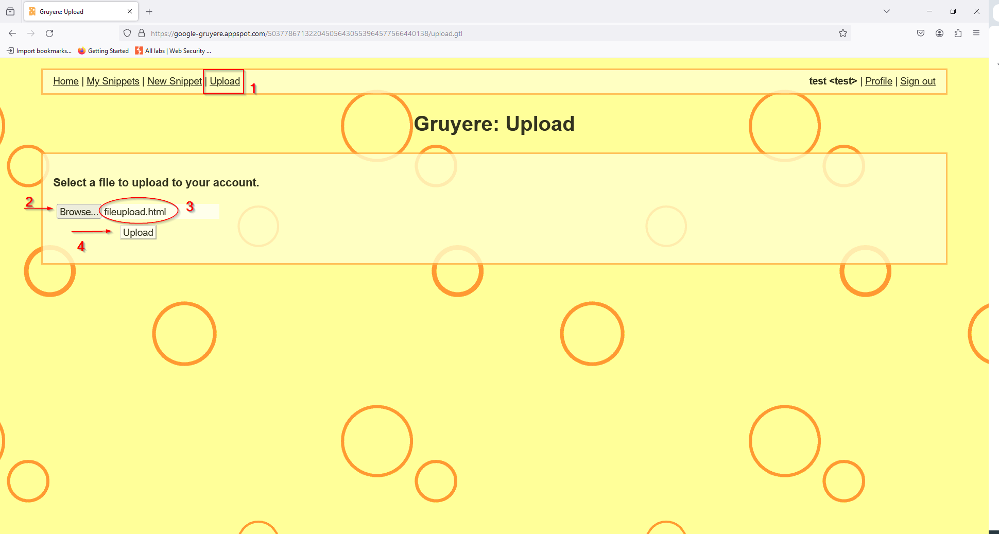 Gruyere: Upload
https://google-gruyere.appspot.com/503778671322045056430553964577566440138/upload.gtl
Import bookmarks... Getting Started All labs | Web Security ...
Home | My Snippets | New Snippet | Upload 1 test <test> | Profile | Sign out
Gruyere: Upload
Select a file to upload to your account.
2 Browse... fileupload.html 3
Upload
4